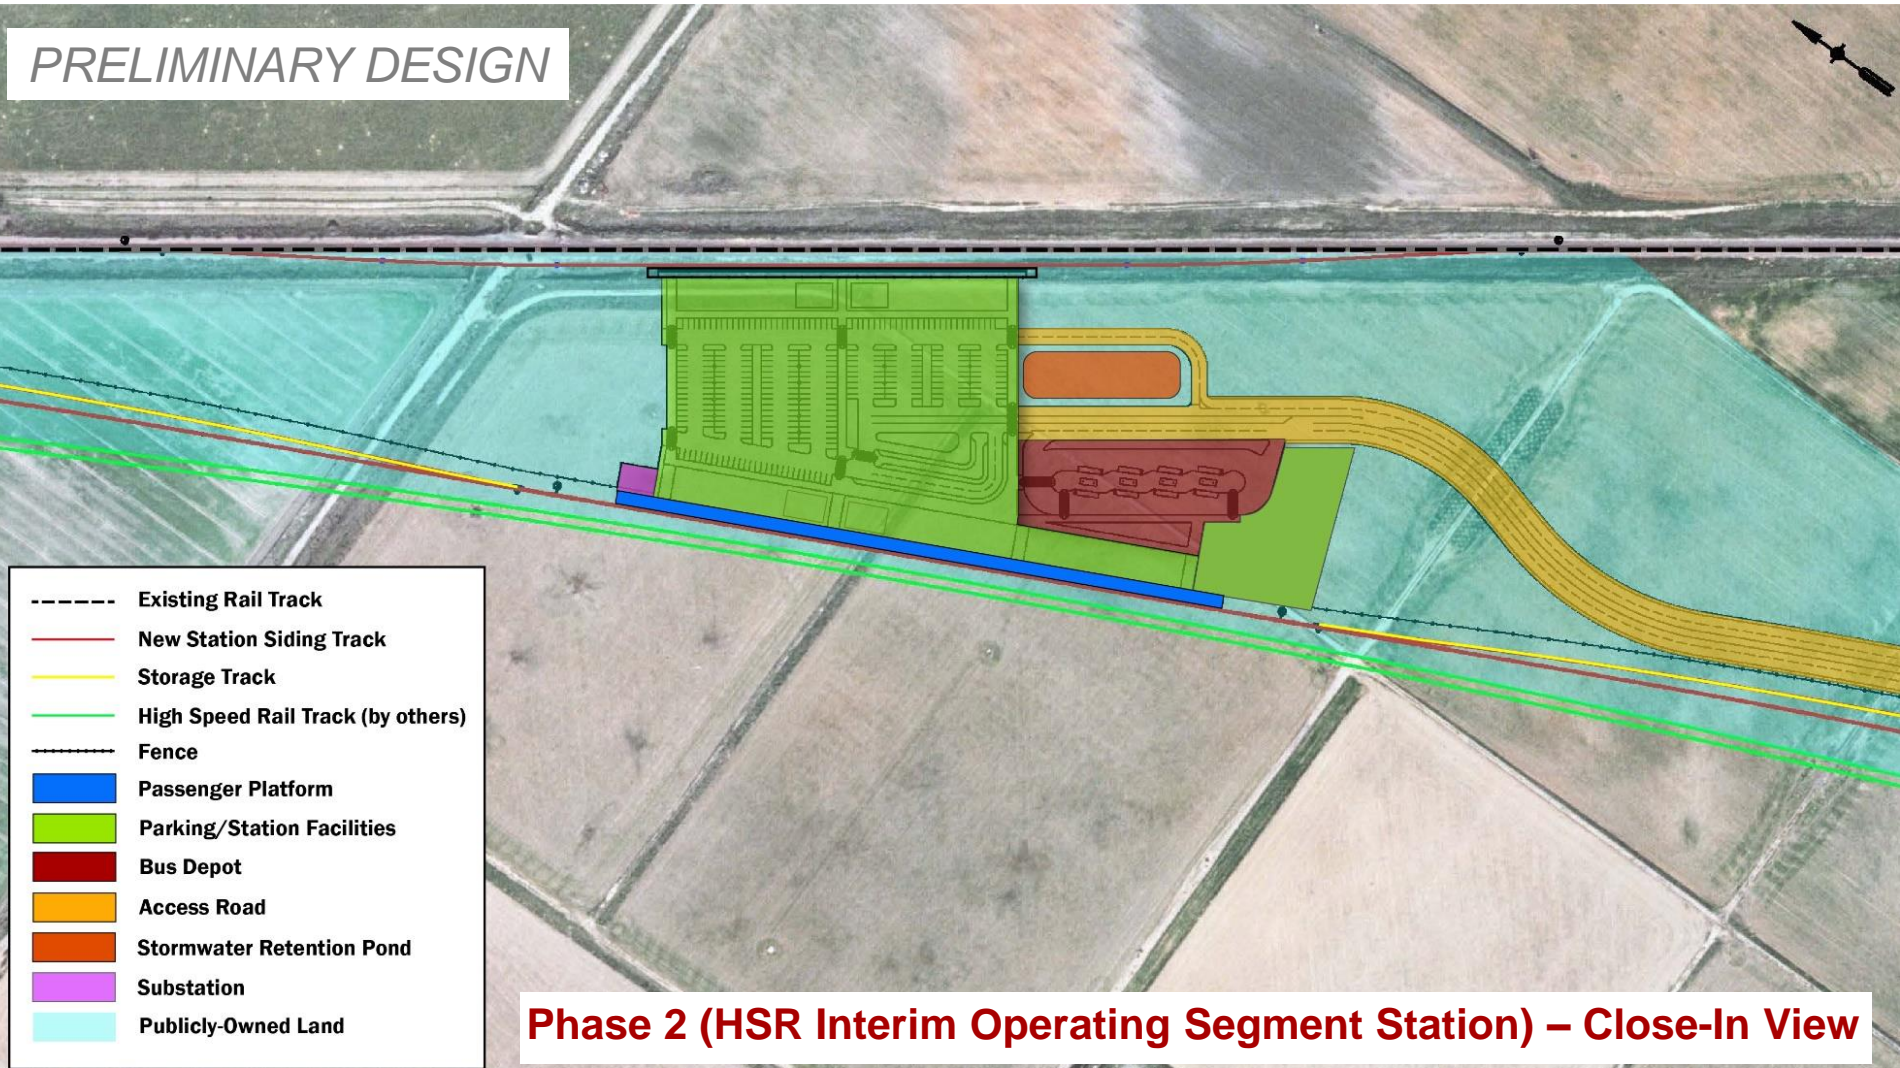 PRELIMINARY DESIGN
Existing Rail Track
New Station Siding Track
Storage Track
High Speed Rail Track (by others)
Fence
Passenger Platform
Parking/Station Facilities
Bus Depot
Access Road
Stormwater Retention Pond
Substation
Publicly-Owned Land
Phase 2 (HSR Interim Operating Segment Station) – Close-In View